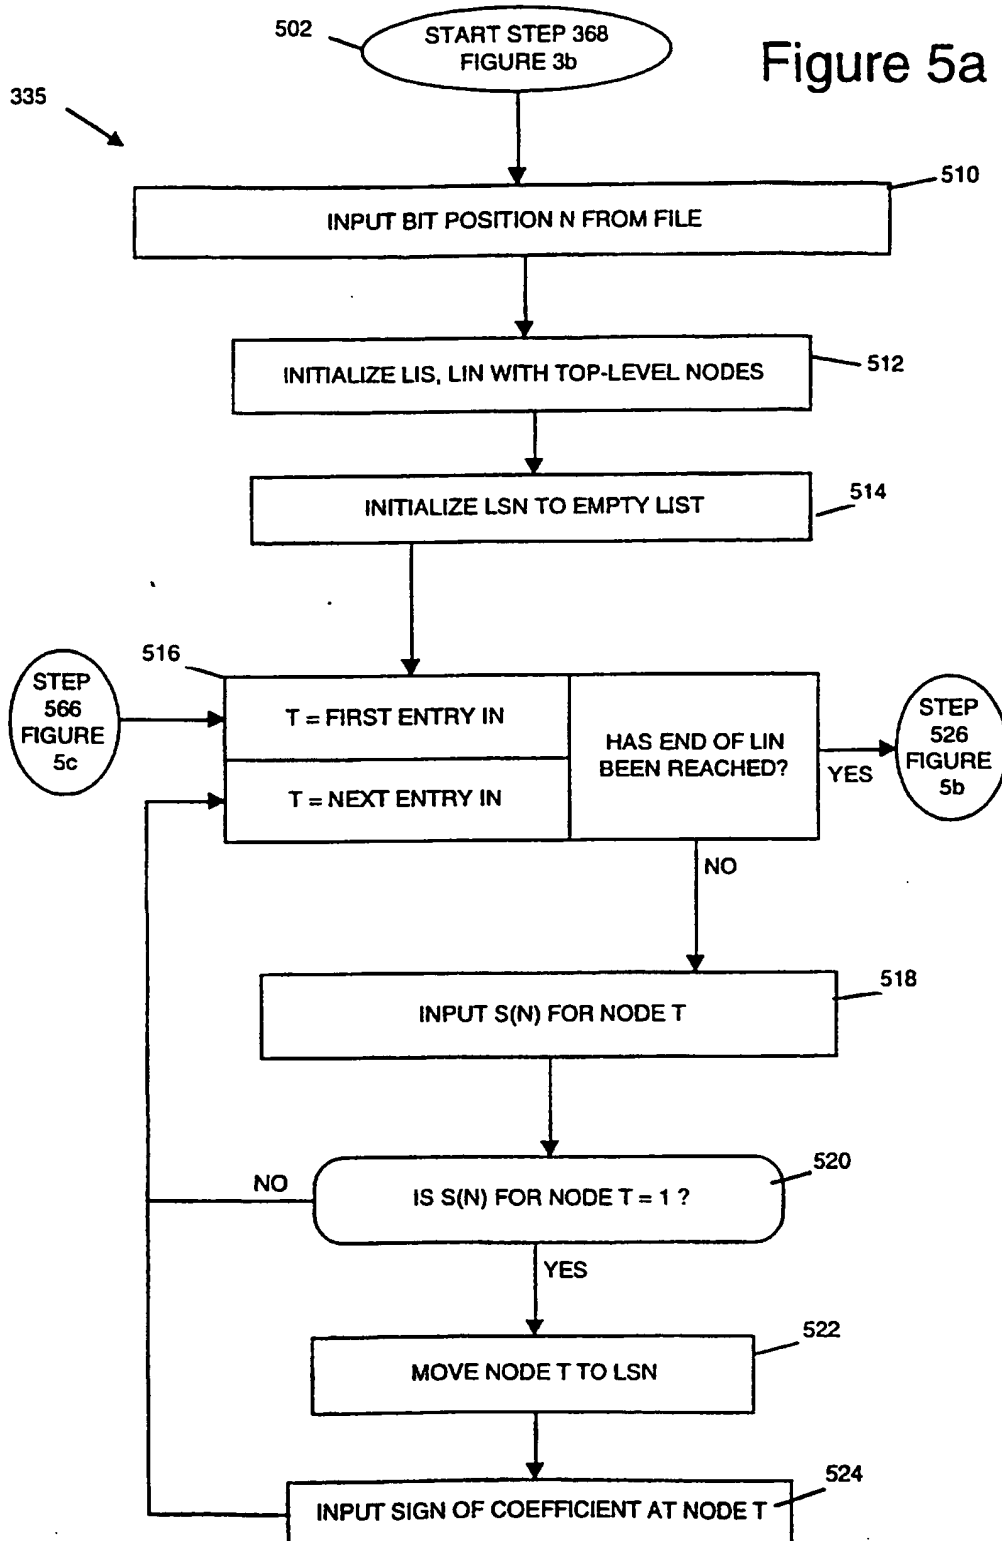 502
START STEP 368
FIGURE 3b
Figure 5a
335
510
INPUT BIT POSITION N FROM FILE
INITIALIZE LIS, LIN WITH TOP-LEVEL NODES
512
INITIALIZE LSN TO EMPTY LIST
514
516
STEP
566
FIGURE
5c
T = FIRST ENTRY IN
T = NEXT ENTRY IN
HAS END OF LIN
BEEN REACHED?
YES
STEP
526
FIGURE
5b
NO
518
INPUT S(N) FOR NODE T
520
NO
IS S(N) FOR NODE T = 1 ?
YES
522
MOVE NODE T TO LSN
524
INPUT SIGN OF COEFFICIENT AT NODE T